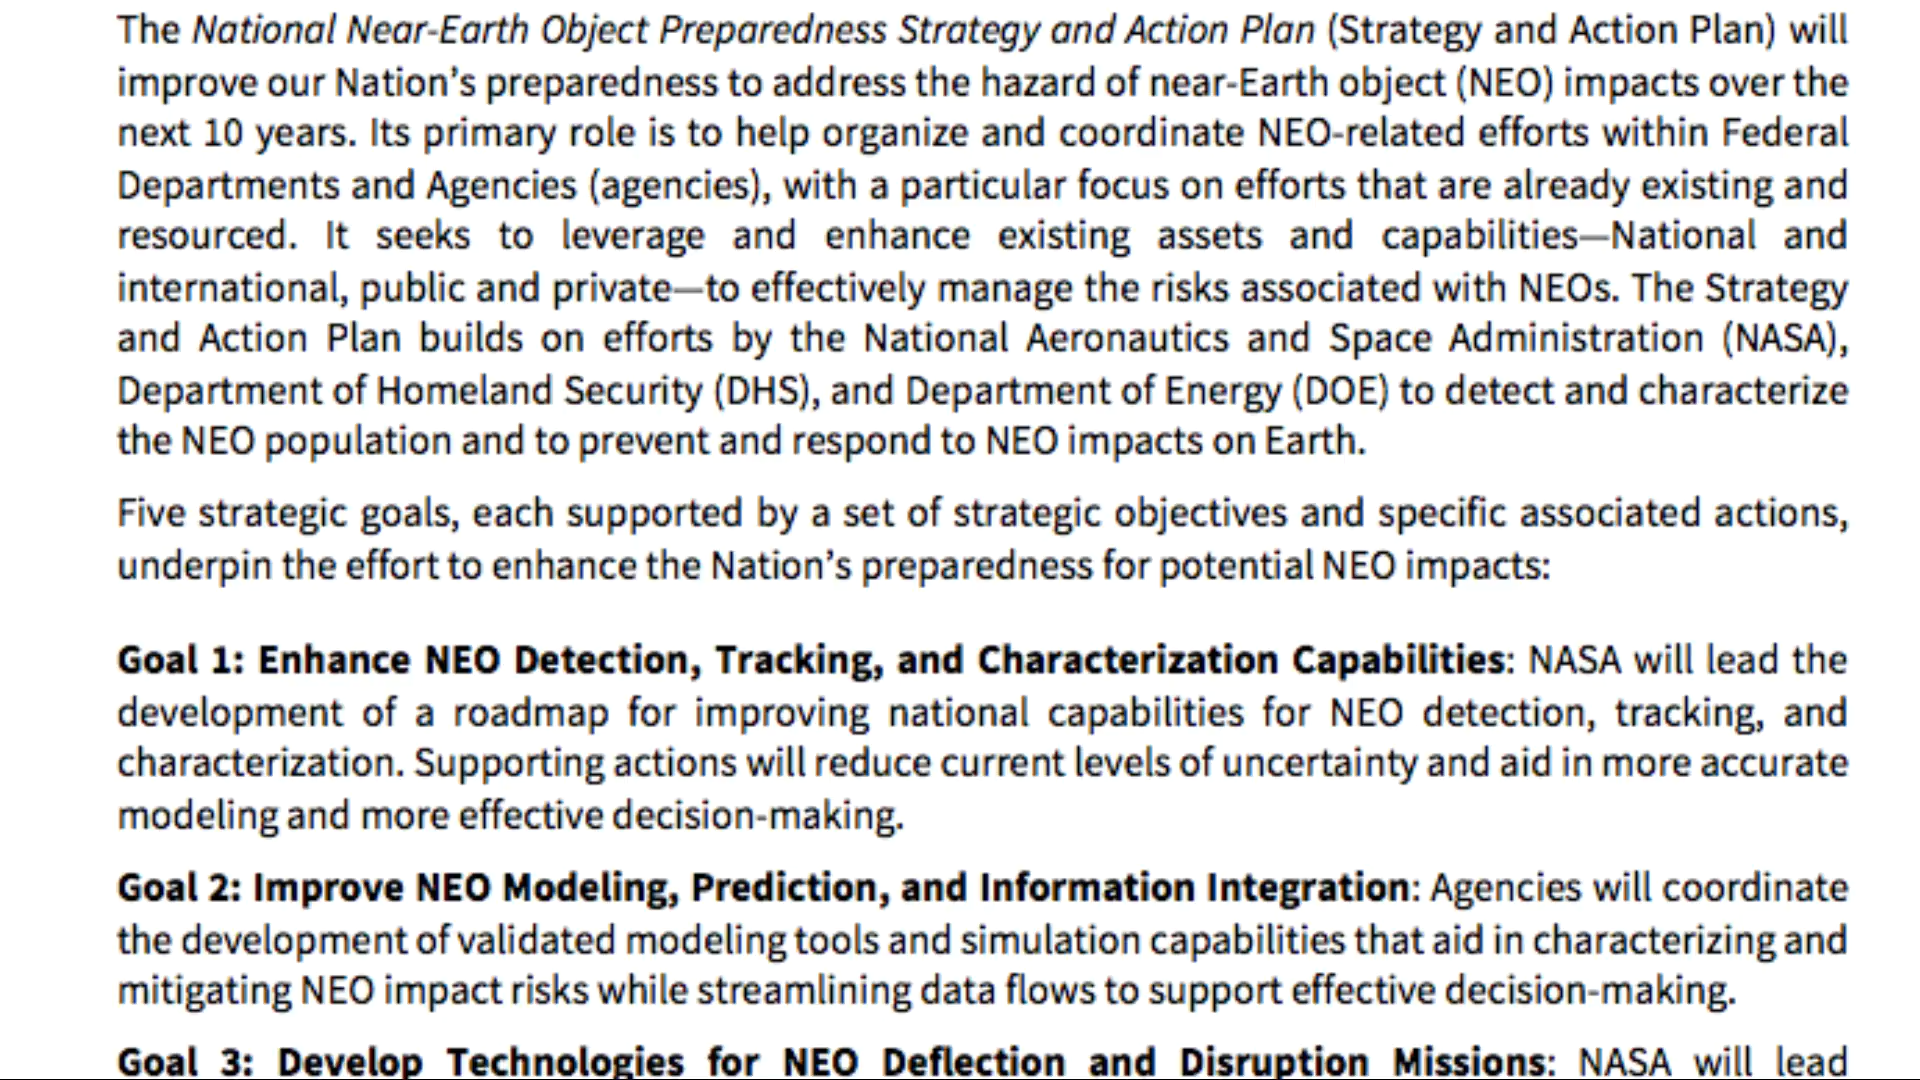 The National Near-Earth Object Preparedness Strategy and Action Plan (Strategy and Action Plan) will
improve our Nation’s preparedness to address the hazard of near-Earth object (NEO) impacts over the
next 10 years. Its primary role is to help organize and coordinate NEO-related efforts within Federal
Departments and Agencies (agencies), with a particular focus on efforts that are already existing and
resourced. It seeks to leverage and enhance existing assets and capabilities—National and
international, public and private—to effectively manage the risks associated with NEOs. The Strategy
and Action Plan builds on efforts by the National Aeronautics and Space Administration (NASA),
Department of Homeland Security (DHS), and Department of Energy (DOE) to detect and characterize
the NEO population and to prevent and respond to NEO impacts on Earth.
Five strategic goals, each supported by a set of strategic objectives and specific associated actions,
underpin the effort to enhance the Nation’s preparedness for potential NEO impacts:
Goal 1: Enhance NEO Detection, Tracking, and Characterization Capabilities: NASA will lead the
development of a roadmap for improving national capabilities for NEO detection, tracking, and
characterization. Supporting actions will reduce current levels of uncertainty and aid in more accurate
modeling and more effective decision-making.
Goal 2: Improve NEO Modeling, Prediction, and Information Integration: Agencies will coordinate
the development of validated modeling tools and simulation capabilities that aid in characterizing and
mitigating NEO impact risks while streamlining data flows to support effective decision-making.
Goal 3: Develop Technologies for NEO Deflection and Disruption Missions: NASA will lead